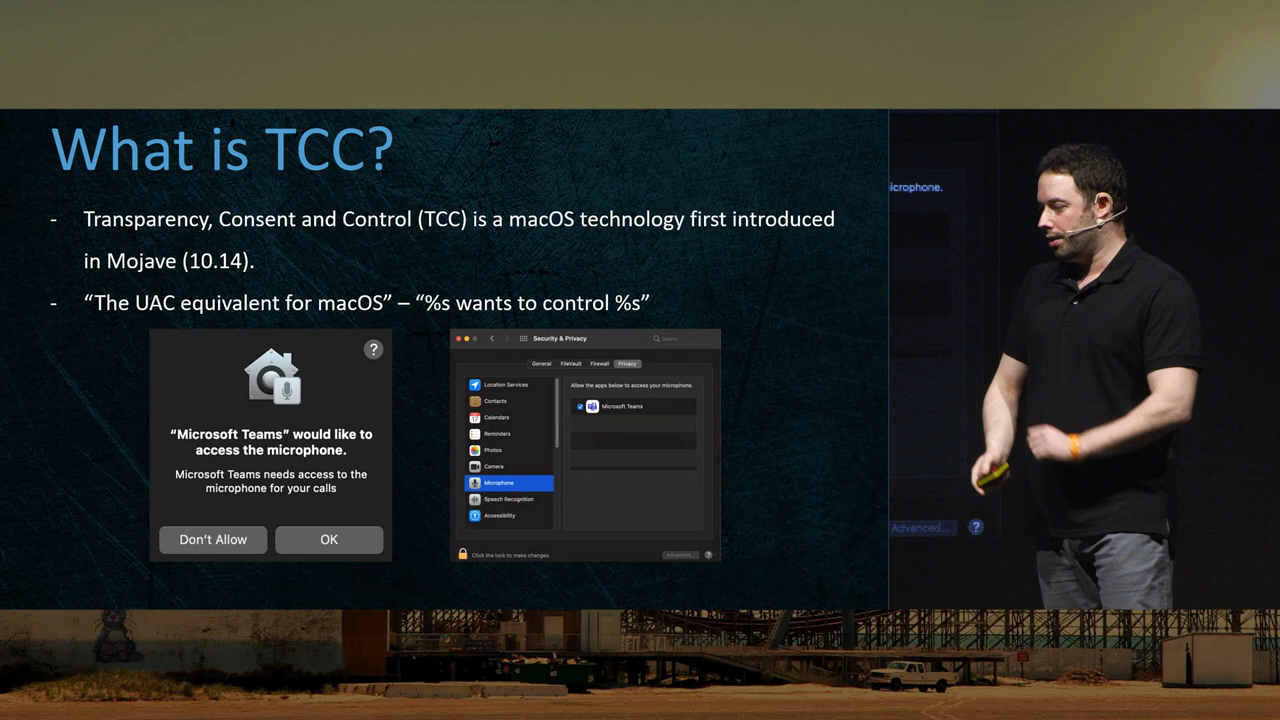 What is TCC?
- Transparency, Consent and Control (TCC) is a macOS technology first introduced
in Mojave (10.14).
- “The UAC equivalent for macOS” – “%s wants to control %s”
?
“Microsoft Teams” would like to
access the microphone.
Microsoft Teams needs access to the
microphone for your calls
Don't Allow
OK
Security & Privacy
Search
General
FileVault
Firewall
Privacy
Location Services
Contacts
Calendars
Reminders
Photos
Camera
Microphone
Speech Recognition
Accessibility
Allow the apps below to access your microphone.
Microsoft Teams
Click the lock to make changes.
Advanced...
?
icrophone.
Advanced...
?